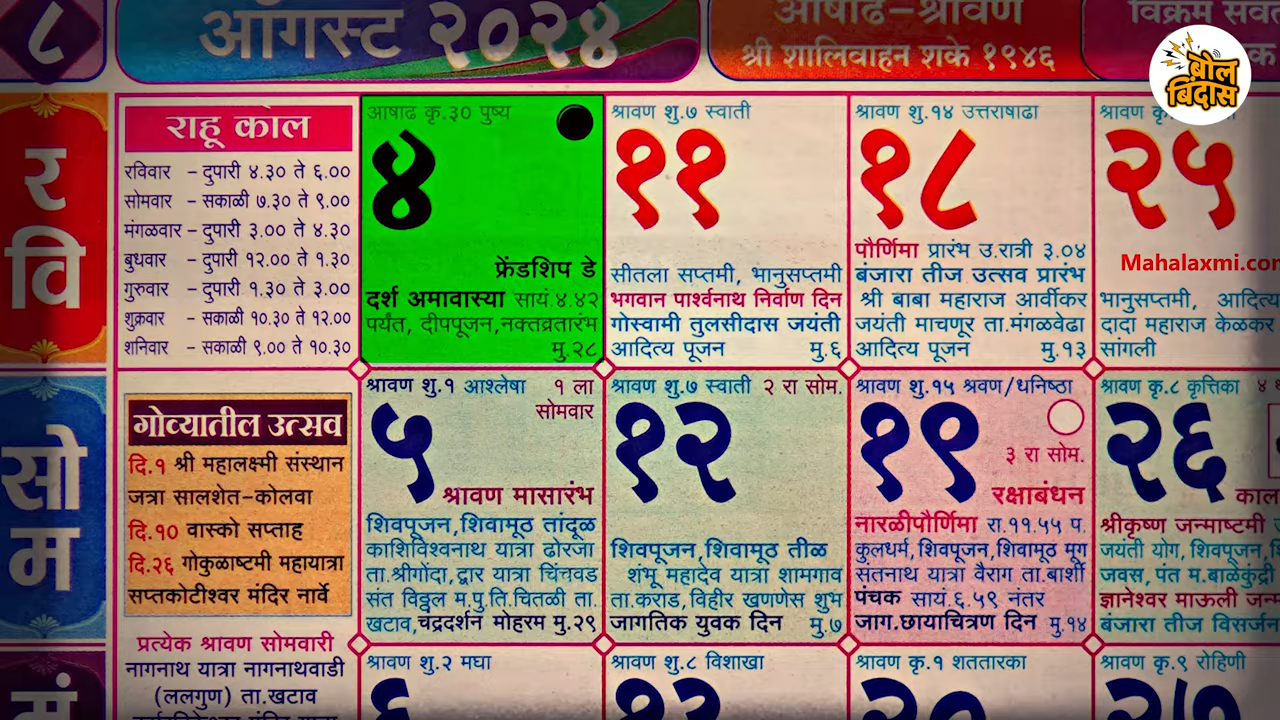 ८
ऑगस्ट २०२४
आषाढ-श्रावण
श्री शालिवाहन शके १९४६
विक्रम संवत
बोल
बिंदास
र
वि
राहू काल
रविवार – दुपारी ४.३० ते ६.००
सोमवार – सकाळी ७.३० ते ९.००
मंगळवार – दुपारी ३.०० ते ४.३०
बुधवार – दुपारी १२.०० ते १.३०
गुरुवार – दुपारी १.३० ते ३.००
शुक्रवार – सकाळी १०.३० ते १२.००
शनिवार – सकाळी ९.०० ते १०.३०
आषाढ कृ.३० पुष्य
४
फ्रेंडशिप डे
दर्श अमावास्या सायं.४.४२
पर्यंत, दीपपूजन,नक्तव्रतारंभ
मु.२८
श्रावण शु.७ स्वाती
११
सीतला सप्तमी, भानुसप्तमी
भगवान पार्श्वनाथ निर्वाण दिन
गोस्वामी तुलसीदास जयंती
आदित्य पूजन मु.६
श्रावण शु.१४ उत्तराषाढा
१८
पौर्णिमा प्रारंभ उ.रात्री ३.०४
बंजारा तीज उत्सव प्रारंभ
श्री बाबा महाराज आर्वीकर
जयंती माचणूर ता.मंगळवेढा
आदित्य पूजन मु.१३
श्रावण
२५
Mahalaxmi.com
भानुसप्तमी, आदित्य
दादा महाराज केळकर
सांगली
सो
म
गोव्यातील उत्सव
दि.१ श्री महालक्ष्मी संस्थान
जत्रा सालशेत-कोलवा
दि.१० वास्को सप्ताह
दि.२६ गोकुळाष्टमी महायात्रा
सप्तकोटीश्वर मंदिर नार्वे
प्रत्येक श्रावण सोमवारी
नागनाथ यात्रा नागनाथवाडी
(ललगुण) ता.खटाव
श्रावण शु.१ आश्लेषा १ ला
सोमवार
५
श्रावण मासारंभ
शिवपूजन,शिवामूठ तांदूळ
काशिविश्वनाथ यात्रा ढोरजा
ता.श्रीगोंदा,द्वार यात्रा चिंचवड
संत विठ्ठल म.पु.ति.चितळी ता.
खटाव,चंद्रदर्शन मोहरम मु.२९
श्रावण शु.७ स्वाती २ रा सोम.
१२
शिवपूजन,शिवामूठ तीळ
शंभू महादेव यात्रा शामगाव
ता.कराड,विहीर खणणेस शुभ
जागतिक युवक दिन मु.७
श्रावण शु.१५ श्रवण/धनिष्ठा
१९
३ रा सोम.
रक्षाबंधन
नारळीपौर्णिमा रा.११.५५ प.
कुलधर्म,शिवपूजन,शिवामूठ मूग
संतनाथ यात्रा वैराग ता.बार्शी
पंचक सायं.६.५९ नंतर
जाग.छायाचित्रण दिन मु.१४
श्रावण कृ.८ कृत्तिका ४
२६
काला
श्रीकृष्ण जन्माष्टमी
जयंती योग, शिवपूजन,
जवस, पंत म.बाळेकुंद्री
ज्ञानेश्वर माऊली जन्म
बंजारा तीज विसर्जन
मं
श्रावण शु.२ मघा
६
श्रावण शु.८ विशाखा
१३
श्रावण कृ.१ शततारका
२०
श्रावण कृ.९ रोहिणी
२७